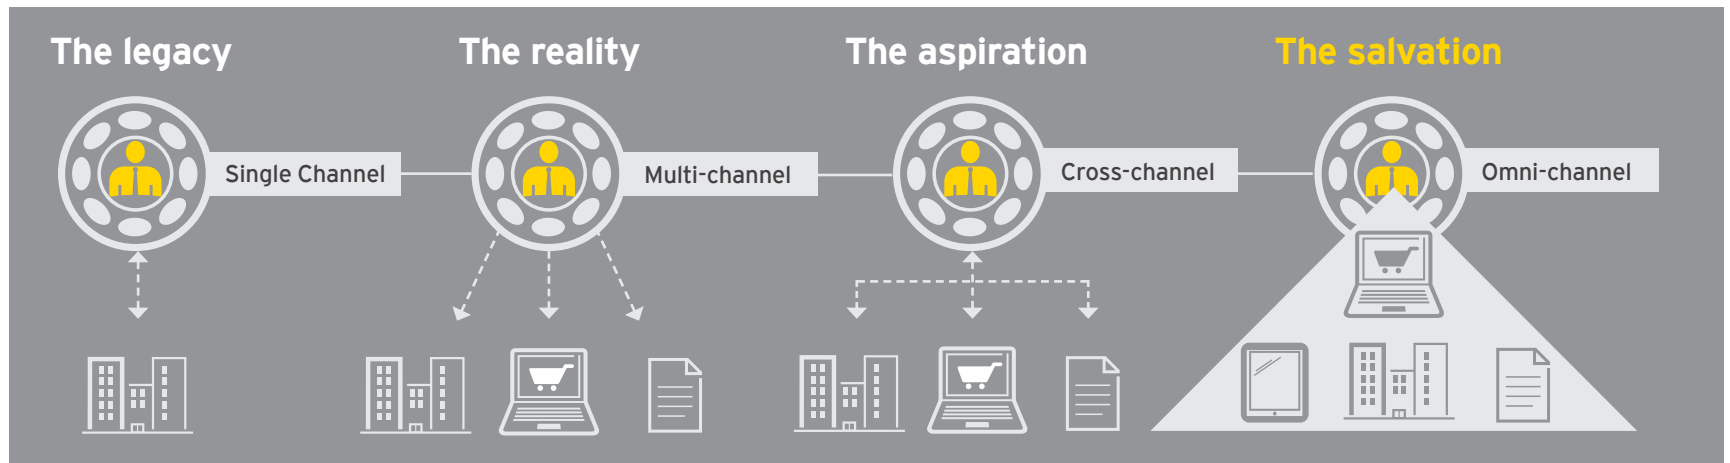 The legacy
The reality
The aspiration
The salvation
Single Channel
Multi-channel
Cross-channel
Omni-channel